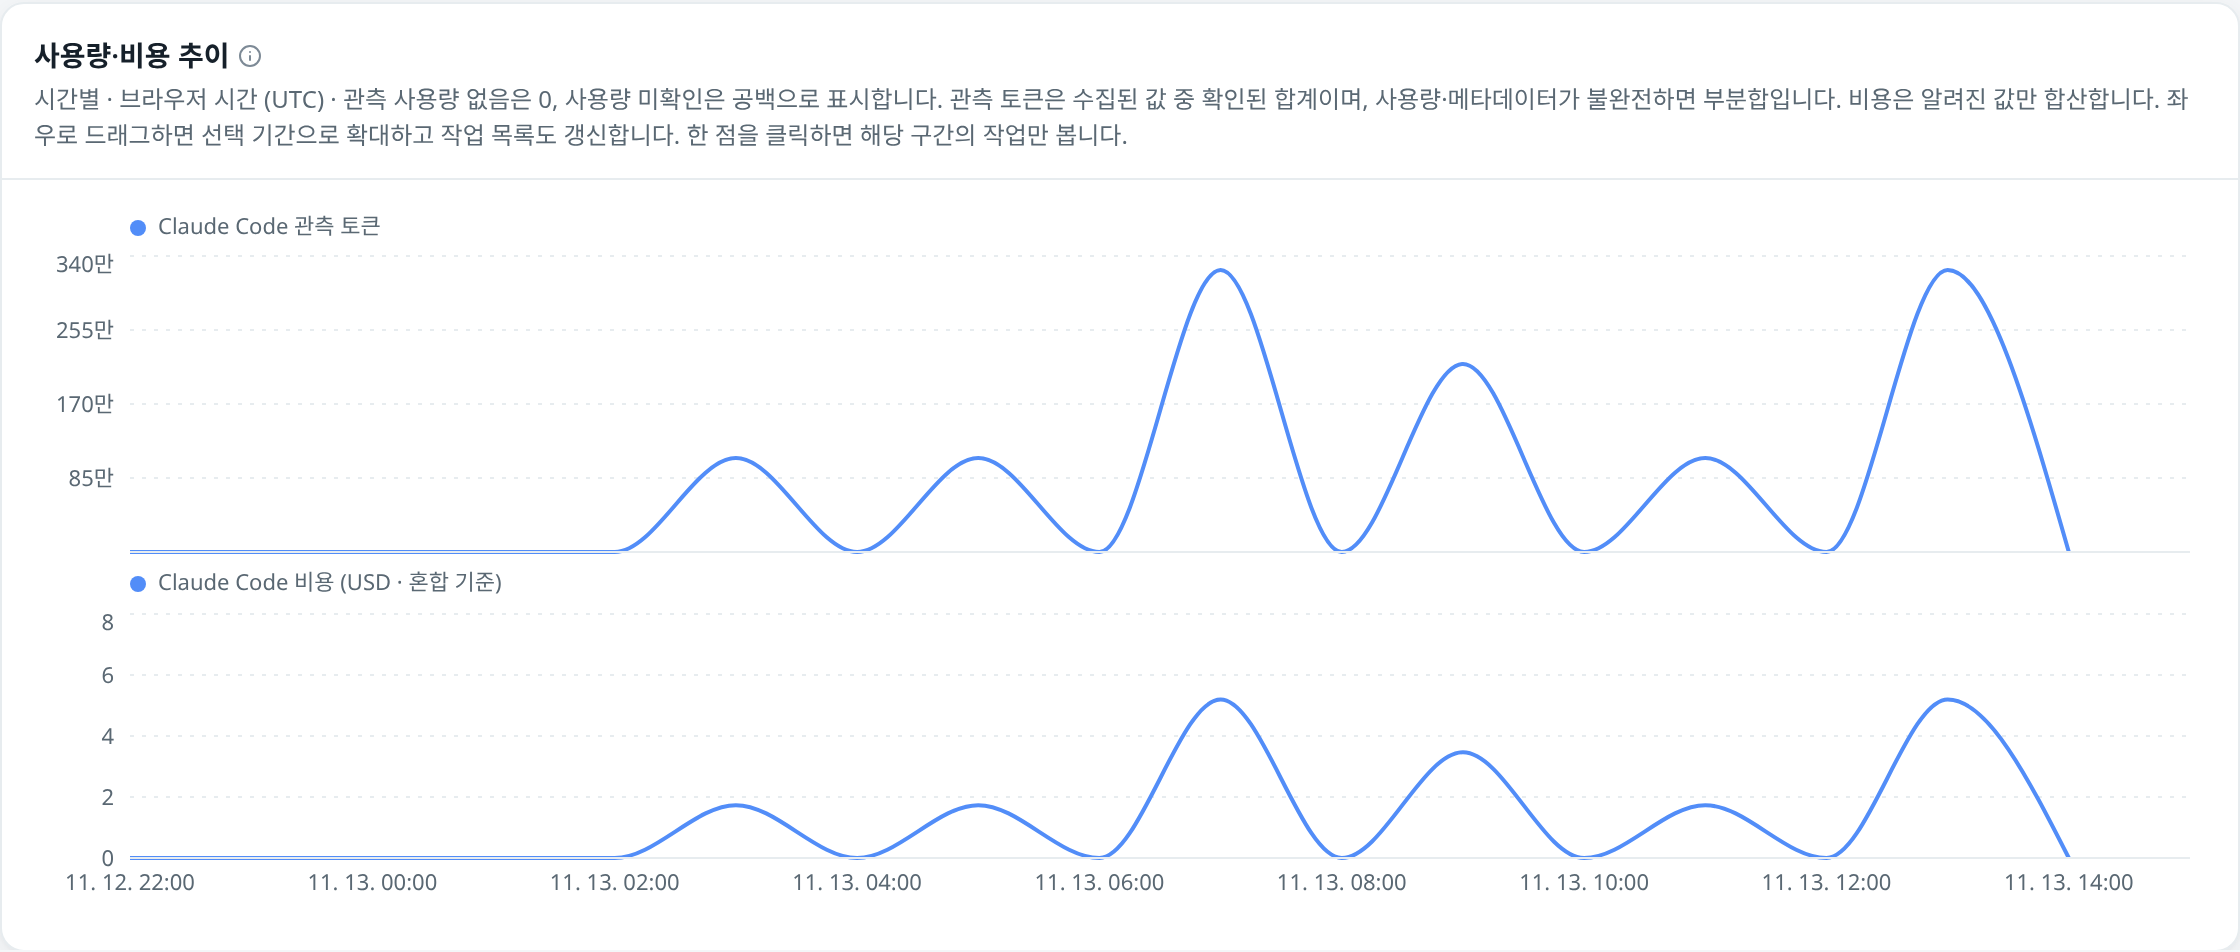 사용량·비용 추이
시간별 · 브라우저 시간 (UTC) · 관측 사용량 없음은 0, 사용량 미확인은 공백으로 표시합니다. 관측 토큰은 수집된 값 중 확인된 합계이며, 사용량·메타데이터가 불완전하면 부분합입니다. 비용은 알려진 값만 합산합니다. 좌
우로 드래그하면 선택 기간으로 확대하고 작업 목록도 갱신합니다. 한 점을 클릭하면 해당 구간의 작업만 봅니다.
Claude Code 관측 토큰
340만
255만
170만
85만
Claude Code 비용 (USD · 혼합 기준)
8
6
4
2
0
11. 12. 22:00 11. 13. 00:00 11. 13. 02:00 11. 13. 04:00 11. 13. 06:00 11. 13. 08:00 11. 13. 10:00 11. 13. 12:00 11. 13. 14:00